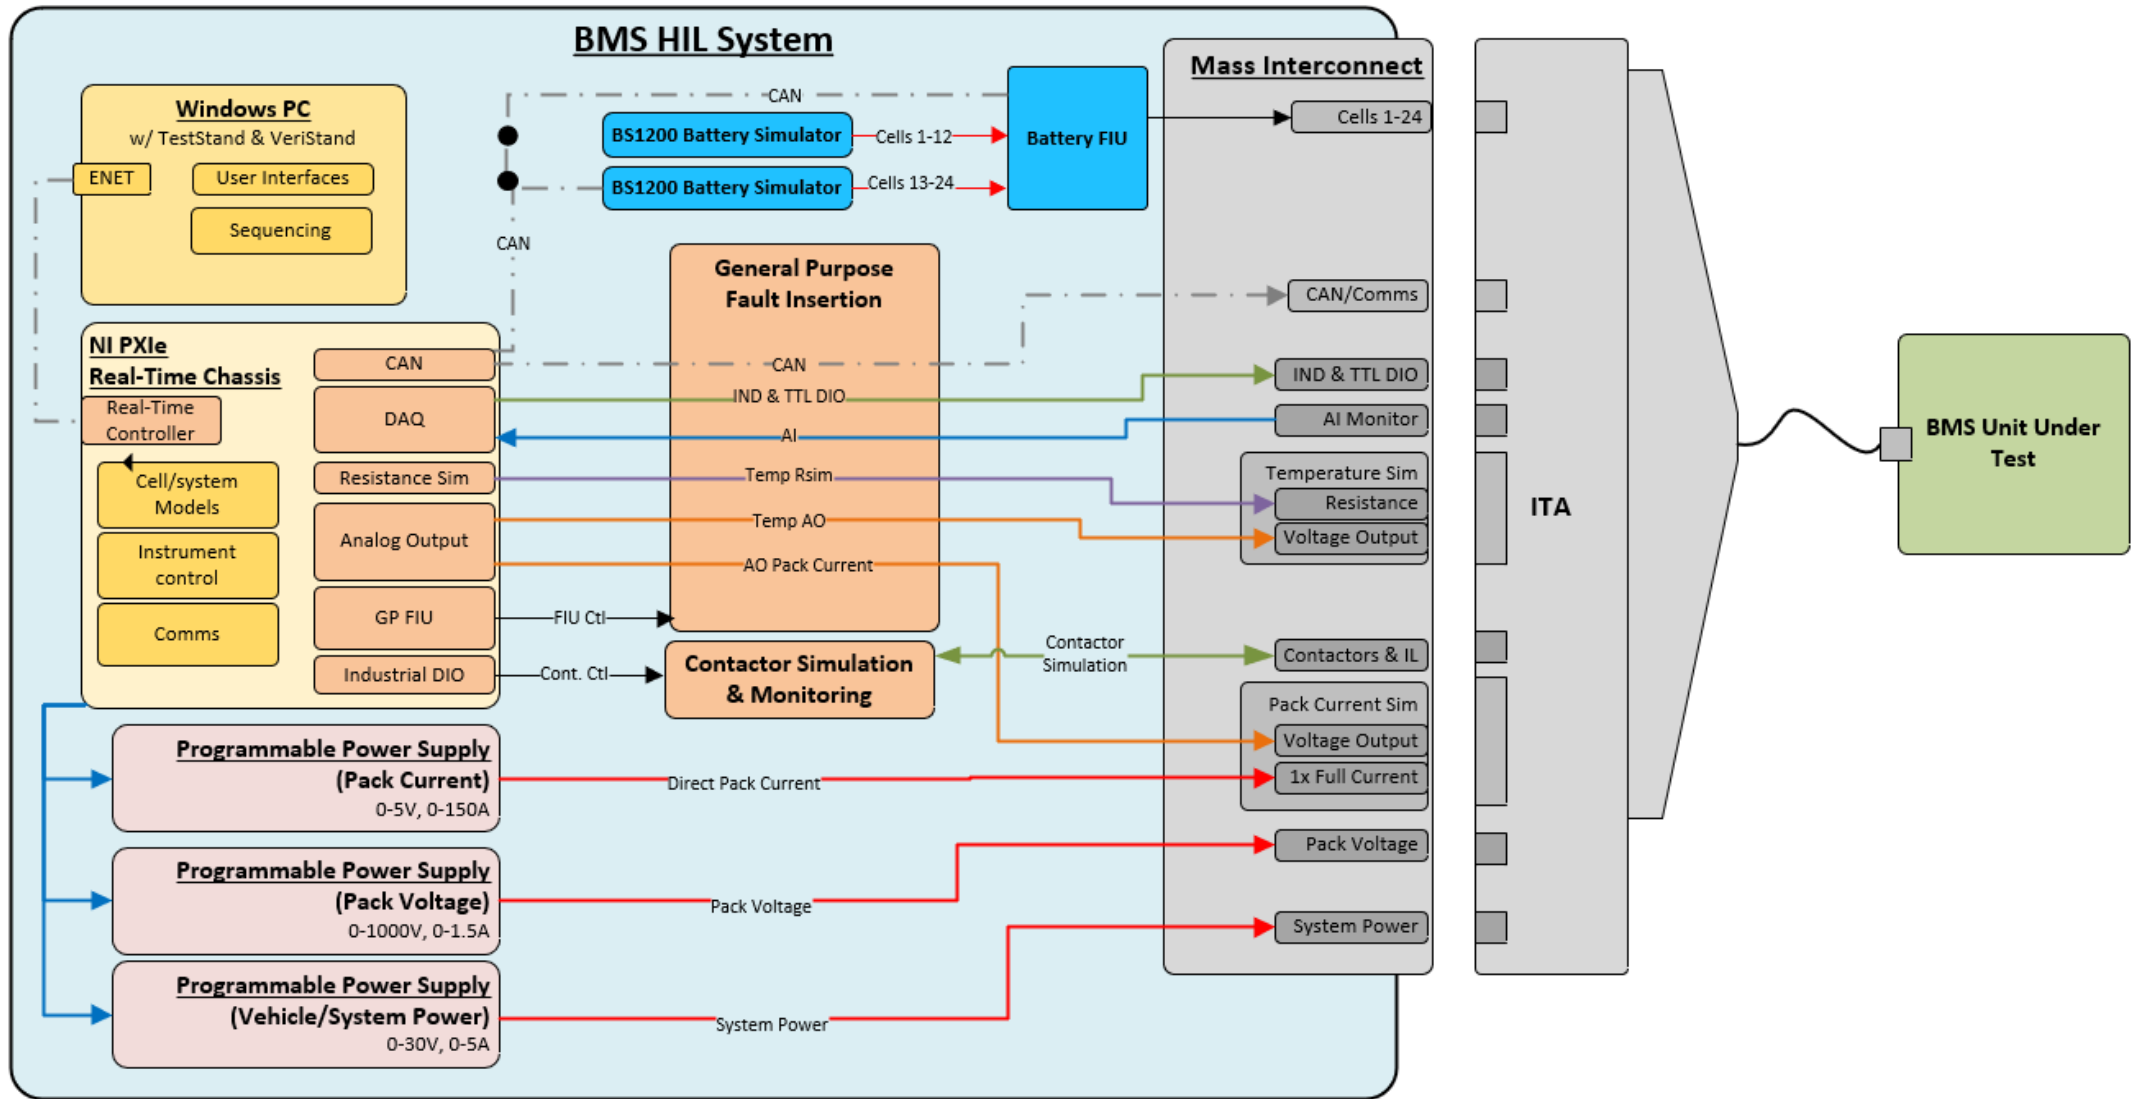 BMS HIL System
Windows PC
w/ TestStand & VeriStand
ENET
User Interfaces
Sequencing
CAN
BS1200 Battery Simulator
Cells 1-12
BS1200 Battery Simulator
Cells 13-24
Battery FIU
CAN
NI PXIe
Real-Time Chassis
Real-Time
Controller
Cell/system
Models
Instrument
control
Comms
CAN
DAQ
Resistance Sim
Analog Output
GP FIU
Industrial DIO
General Purpose
Fault Insertion
CAN
IND & TTL DIO
AI
Temp Rsim
Temp AO
AO Pack Current
FIU Ctl
Cont. Ctl
Contactor Simulation
& Monitoring
Contactor
Simulation
Programmable Power Supply
(Pack Current)
0-5V, 0-150A
Direct Pack Current
Programmable Power Supply
(Pack Voltage)
0-1000V, 0-1.5A
Pack Voltage
Programmable Power Supply
(Vehicle/System Power)
0-30V, 0-5A
System Power
Mass Interconnect
Cells 1-24
CAN/Comms
IND & TTL DIO
AI Monitor
Temperature Sim
Resistance
Voltage Output
Contactors & IL
Pack Current Sim
Voltage Output
1x Full Current
Pack Voltage
System Power
ITA
BMS Unit Under
Test